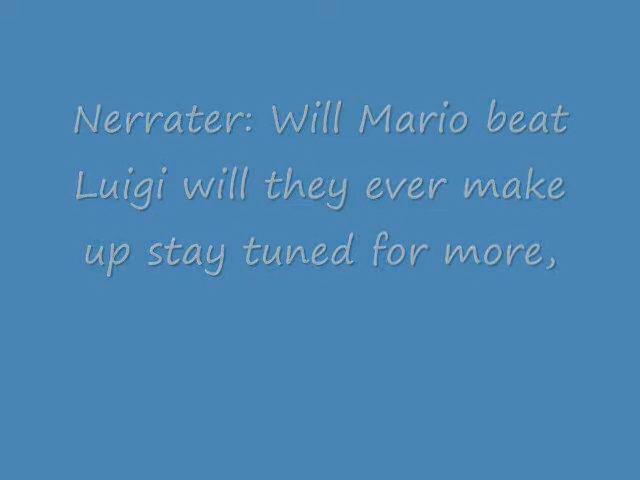 Nerrater: Will Mario beat
Luigi will they ever make
up stay tuned for more,